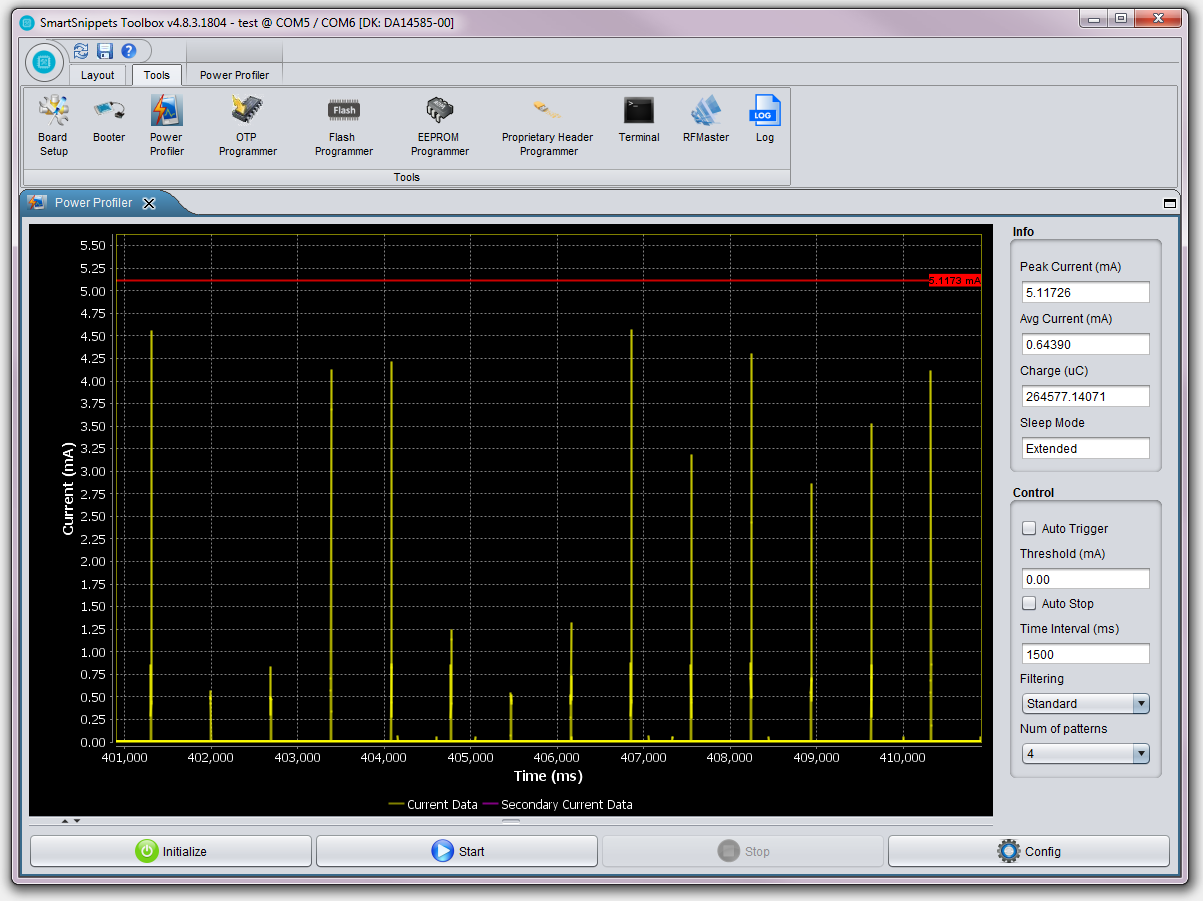 SmartSnippets Toolbox v4.8.3.1804 - test @ COM5 / COM6 [DK: DA14585-00]
Layout Tools Power Profiler
Board Setup
Booter
Power Profiler
OTP Programmer
Flash
Flash Programmer
EEPROM Programmer
Proprietary Header Programmer
Terminal
RFMaster
LOG
Log
Tools
Power Profiler
5.50
5.25
5.00
4.75
4.50
4.25
4.00
3.75
3.50
3.25
3.00
2.75
2.50
2.25
2.00
1.75
1.50
1.25
1.00
0.75
0.50
0.25
0.00
Current (mA)
5.1173 mA
401,000 402,000 403,000 404,000 405,000 406,000 407,000 408,000 409,000 410,000
Time (ms)
Current Data Secondary Current Data
Info
Peak Current (mA)
5.11726
Avg Current (mA)
0.64390
Charge (uC)
264577.14071
Sleep Mode
Extended
Control
Auto Trigger
Threshold (mA)
0.00
Auto Stop
Time Interval (ms)
1500
Filtering
Standard
Num of patterns
4
Initialize Start Stop Config